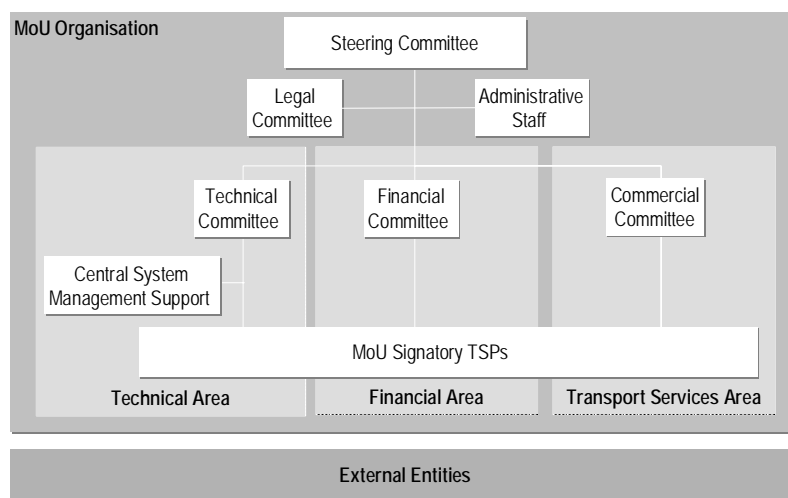 MoU Organisation
Steering Committee
Legal
Committee
Administrative
Staff
Technical
Committee
Financial
Committee
Commercial
Committee
Central System
Management Support
MoU Signatory TSPs
Technical Area
Financial Area
Transport Services Area
External Entities